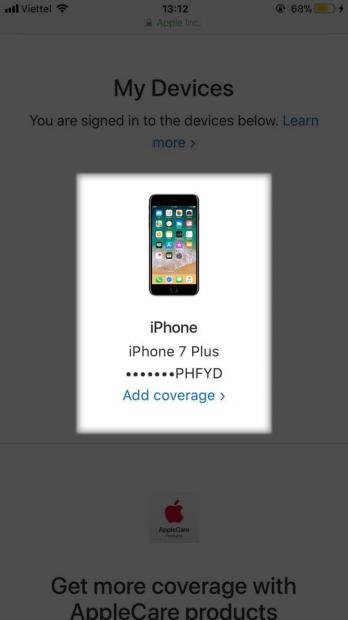 Viettel
13:12
68%
Apple Inc.
My Devices
You are signed in to the devices below. Learn
more >
iPhone
iPhone 7 Plus
•••••••PHFYD
Add coverage >
AppleCare
Products
Get more coverage with
AppleCare products